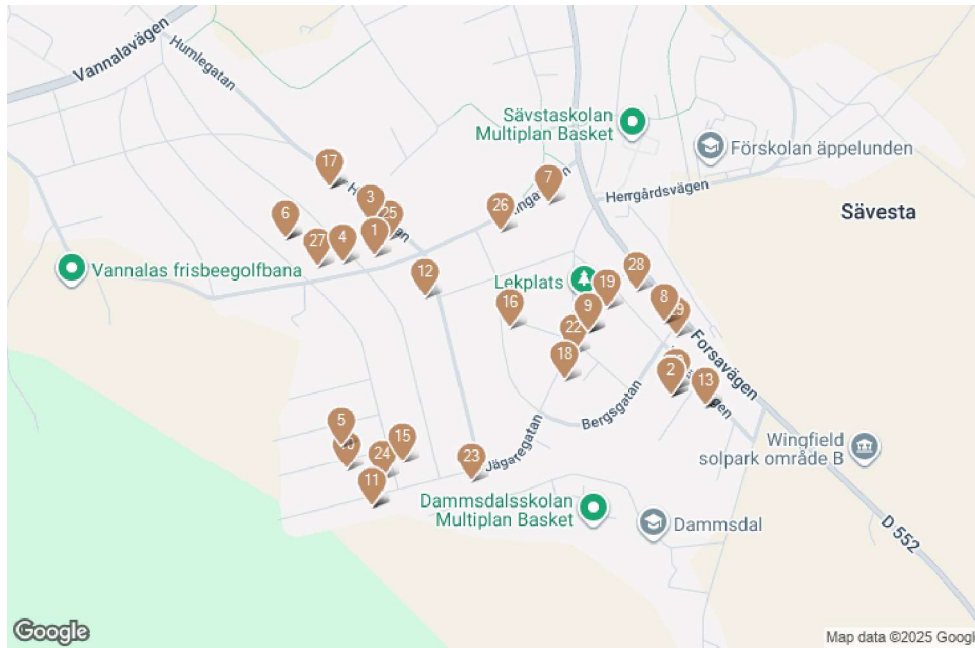 Vannalavägen
Humlegatan
Sävstaskolan
Multiplan Basket
Förskolan äppelunden
17
7
Herrgårdsvägen
3
26
6
25
Sävesta
1
27
4
Vannalas frisbeegolfbana
12
28
Lekplats
19
8
16
9
22
18
Forsavägen
2
13
Bergsgatan
5
15
24
23
Jägaregatan
11
Wingfield
solpark område B
Dammsdalsskolan
Multiplan Basket
Dammsdal
D 552
Google
Map data ©2025 Google